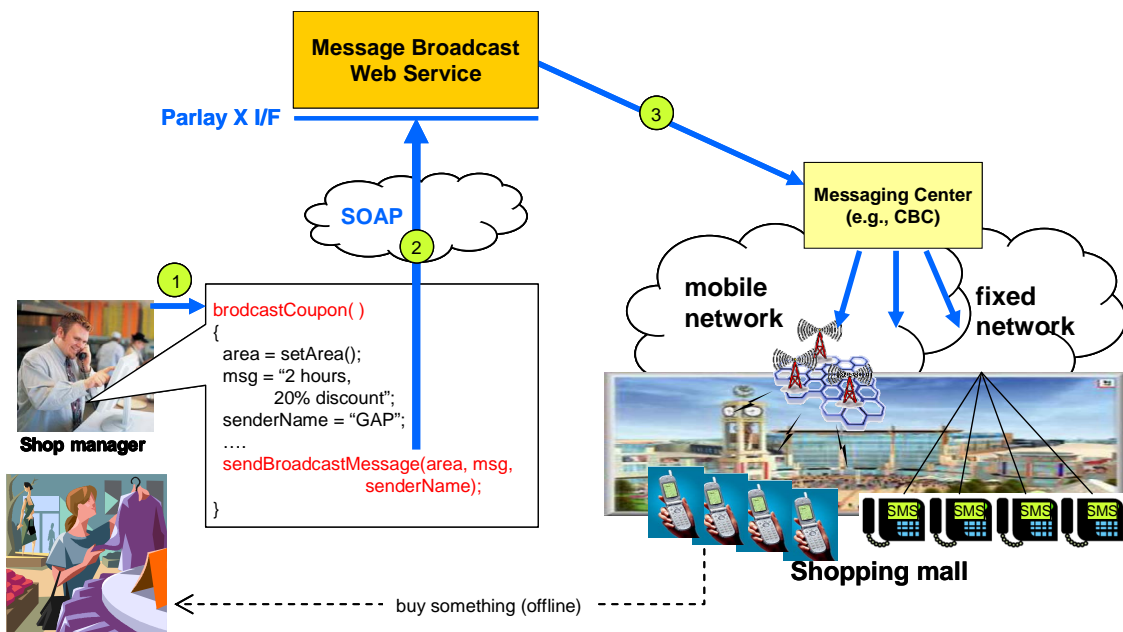 Message Broadcast
Web Service
Parlay X I/F
3
Messaging Center
(e.g., CBC)
SOAP
2
1
mobile
network
fixed
network
brodcastCoupon( )
{
area = setArea();
msg = “2 hours,
20% discount”;
senderName = “GAP”;
….
sendBroadcastMessage(area, msg,
senderName);
}
Shop manager
SMS
SMS
SMS
SMS
Shopping mall
buy something (offline)